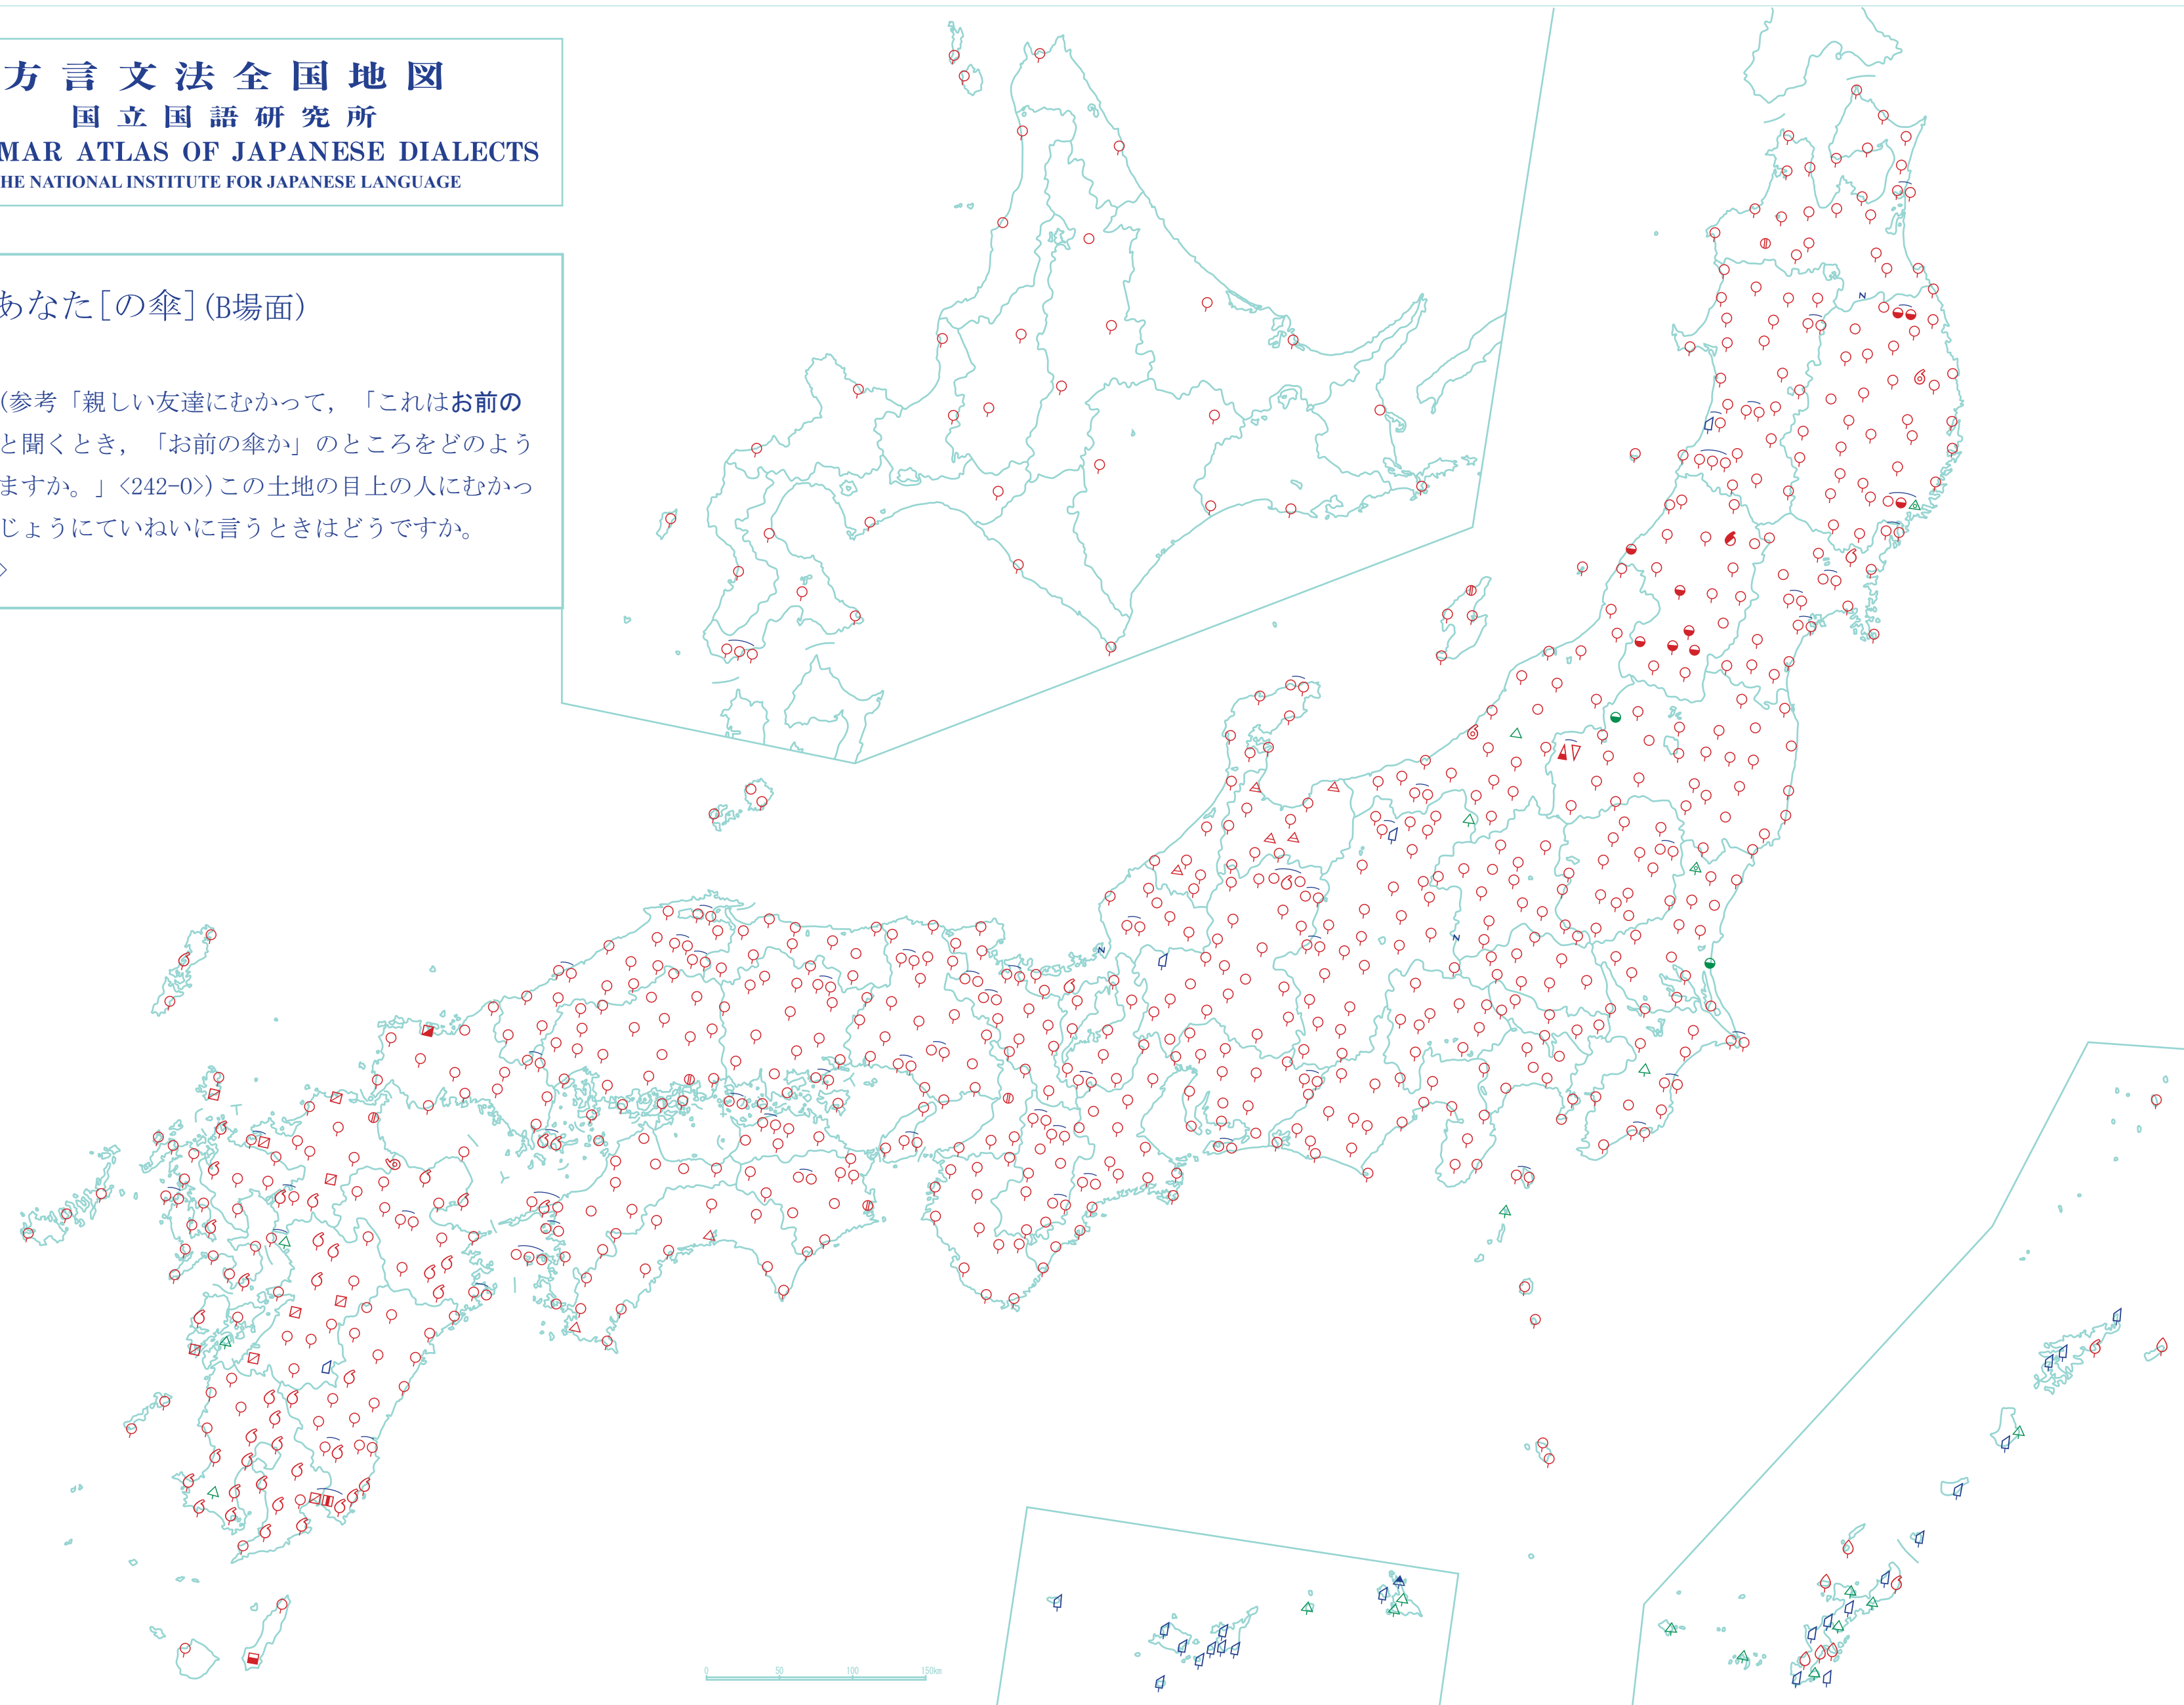 方言文法全国地図
国立国語研究所
MAR ATLAS OF JAPANESE DIALECTS
HE NATIONAL INSTITUTE FOR JAPANESE LANGUAGE
あなた[の傘](B場面)
(参考「親しい友達にむかって，「これはお前の
と聞くとき，「お前の傘か」のところをどのよう
ますか。」<242-0>)この土地の目上の人にむかっ
じょうにていねいに言うときはどうですか。
>
N
N
N
0 50 100 150km